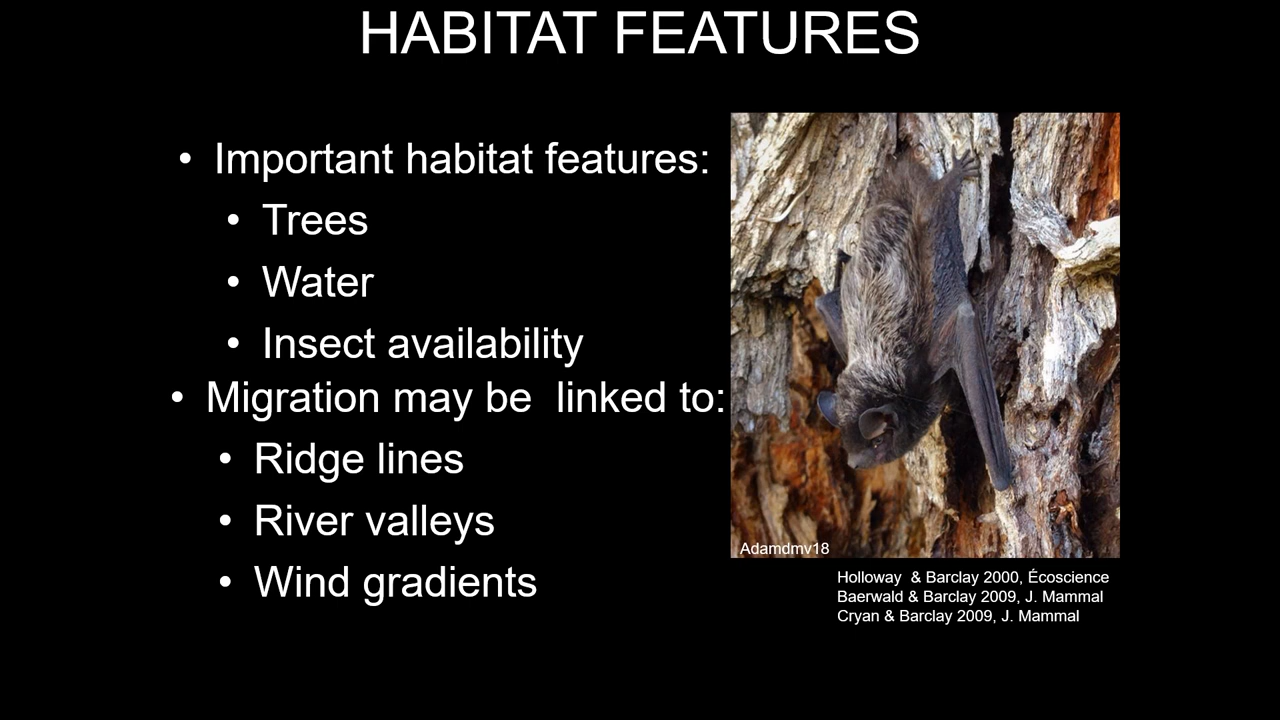 HABITAT FEATURES
• Important habitat features:
• Trees
• Water
• Insect availability
• Migration may be  linked to:
• Ridge lines
• River valleys
• Wind gradients
Adamdmv18
Holloway  & Barclay 2000, Écoscience
Baerwald & Barclay 2009, J. Mammal
Cryan & Barclay 2009, J. Mammal